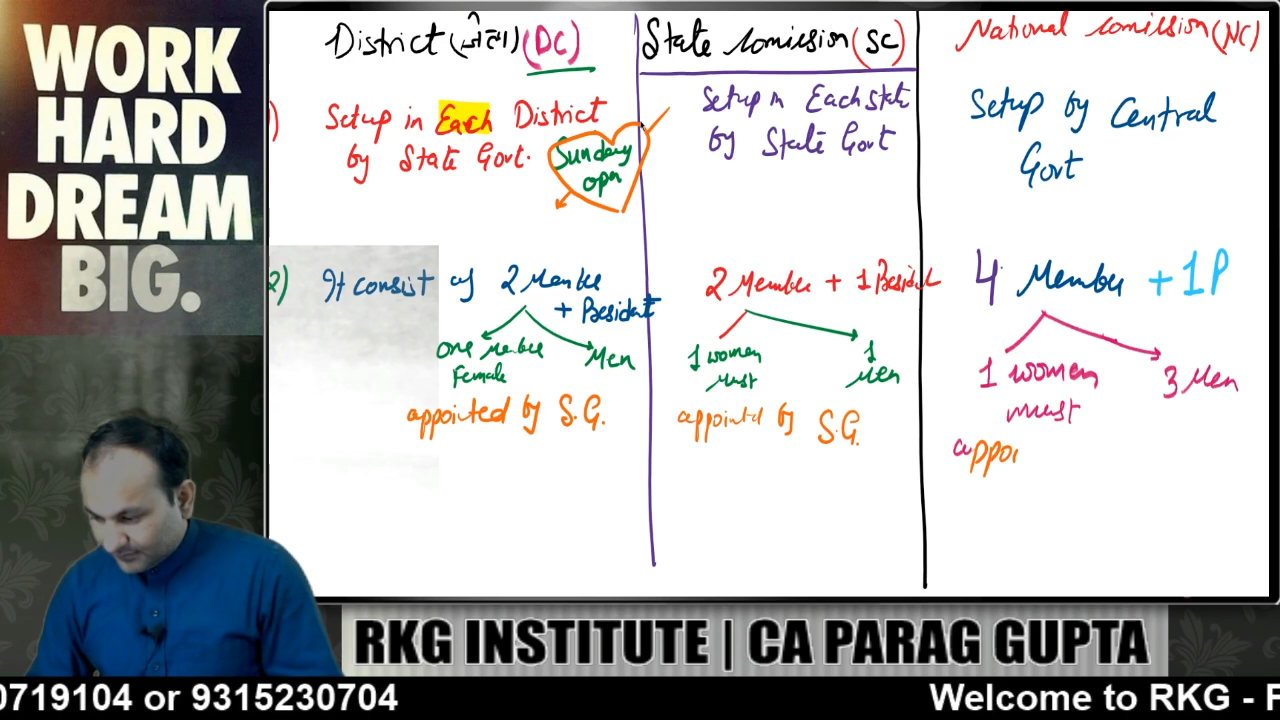 WORK
HARD
DREAM
BIG.
District (जिला) (DC)
1) Setup in Each District
by State Govt.
Sunday
open
2) It consist of 2 Member
+ President
one member
Female
Men
appointed by S.G.
State Comission (SC)
Setup in Each state
by State Govt
2 Member + 1 President
1 women
must
1
Men
appointed by S.G.
National Comission (NC)
Setup by Central
Govt
4 Member + 1P
1 women
must
3 Men
appoi
RKG INSTITUTE | CA PARAG GUPTA
0719104 or 9315230704
Welcome to RKG - F